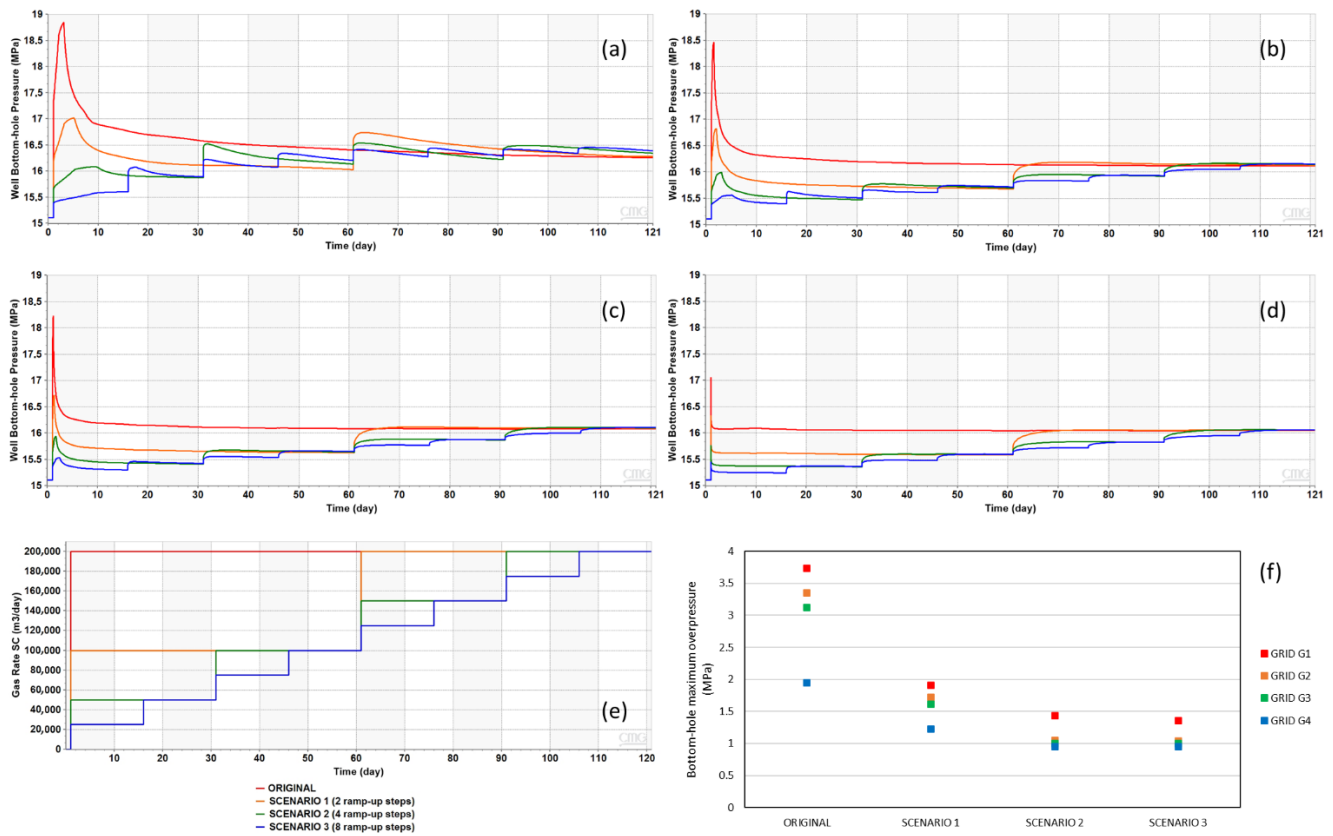 Well Bottom-hole Pressure (MPa)
19
18.5
18
17.5
17
16.5
16
15.5
15
(a)
CMG
0 10 20 30 40 50 60 70 80 90 100 110 121
Time (day)
Well Bottom-hole Pressure (MPa)
19
18.5
18
17.5
17
16.5
16
15.5
15
(b)
CMG
0 10 20 30 40 50 60 70 80 90 100 110 121
Time (day)
Well Bottom-hole Pressure (MPa)
19
18.5
18
17.5
17
16.5
16
15.5
15
(c)
CMG
0 10 20 30 40 50 60 70 80 90 100 110 121
Time (day)
Well Bottom-hole Pressure (MPa)
19
18.5
18
17.5
17
16.5
16
15.5
15
(d)
CMG
0 10 20 30 40 50 60 70 80 90 100 110 121
Time (day)
Gas Rate SC (m3/day)
200,000
180,000
160,000
140,000
120,000
100,000
80,000
60,000
40,000
20,000
0
(e)
CMG
10 20 30 40 50 60 70 80 90 100 110 121
Time (day)
ORIGINAL
SCENARIO 1 (2 ramp-up steps)
SCENARIO 2 (4 ramp-up steps)
SCENARIO 3 (8 ramp-up steps)
Bottom-hole maximum overpressure
(MPa)
4
3.5
3
2.5
2
1.5
1
0.5
0
(f)
GRID G1
GRID G2
GRID G3
GRID G4
ORIGINAL SCENARIO 1 SCENARIO 2 SCENARIO 3